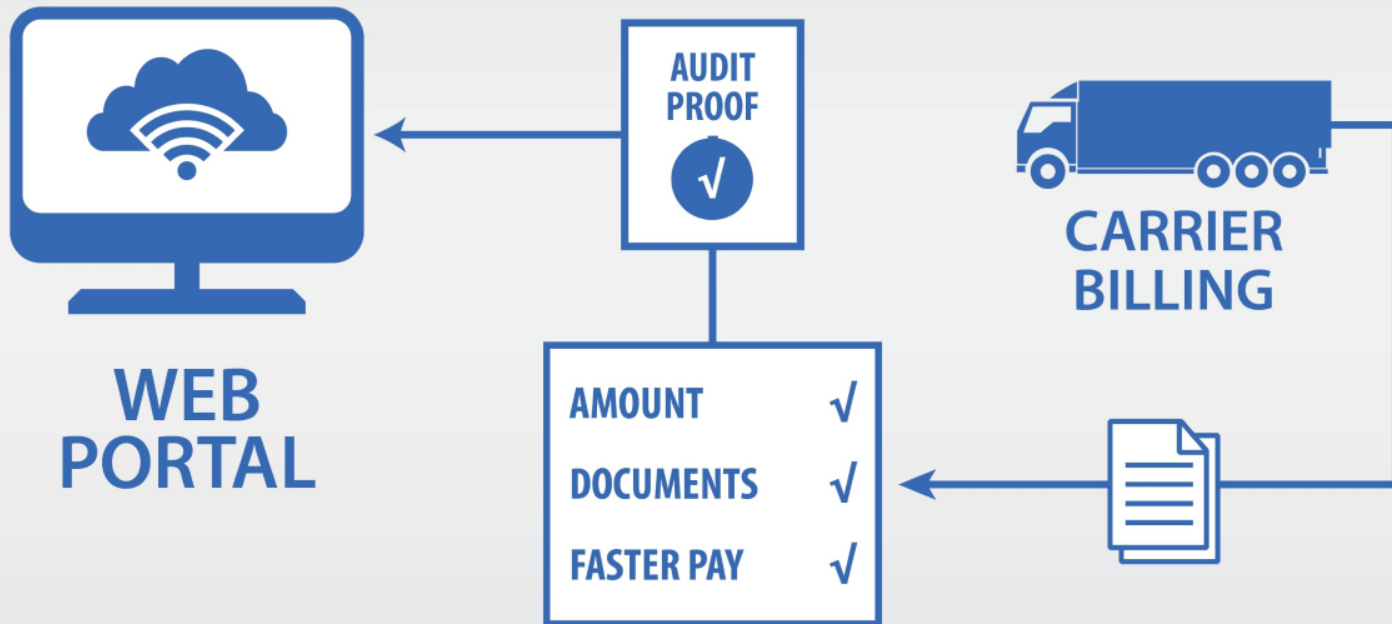 AUDIT
PROOF
√
CARRIER
BILLING
WEB
PORTAL
AMOUNT √
DOCUMENTS √
FASTER PAY √